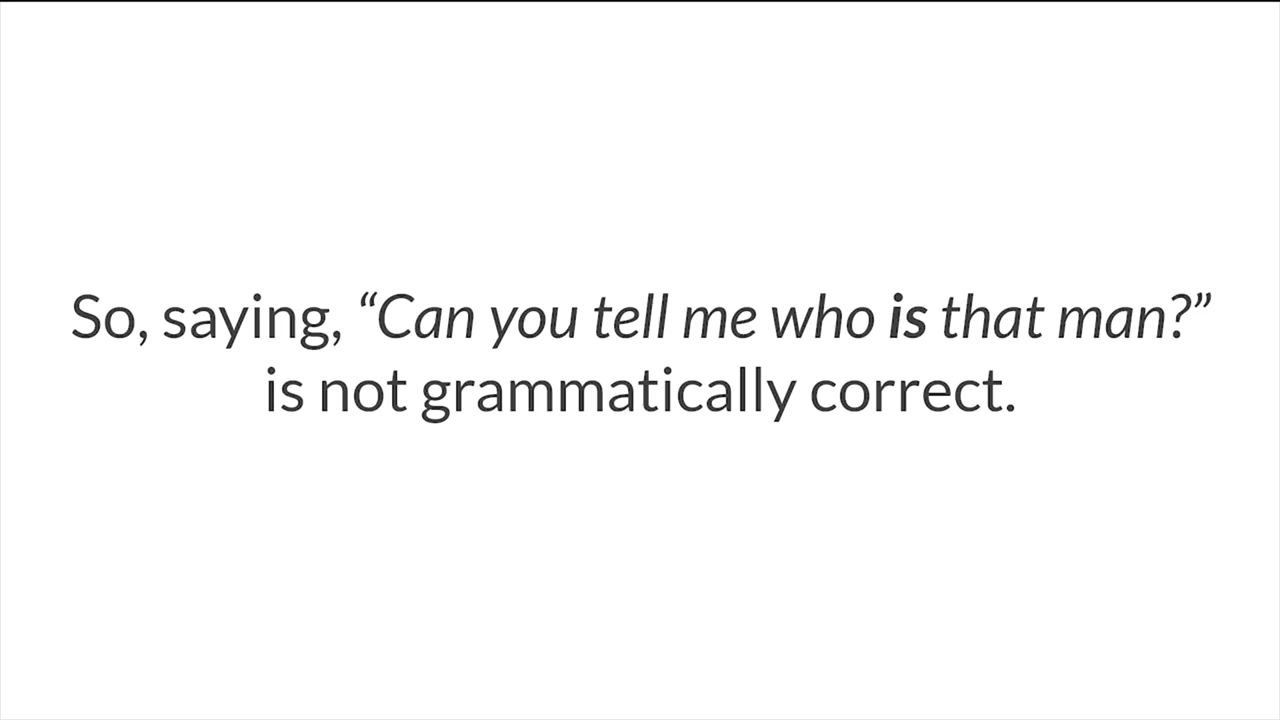 So, saying, “Can you tell me who is that man?”
is not grammatically correct.